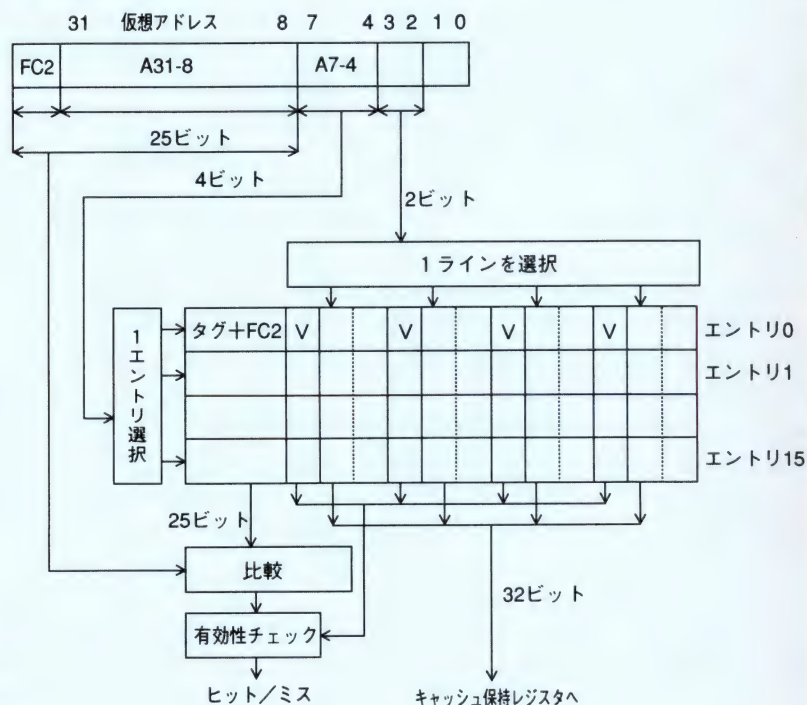 31 仮想アドレス 8 7 4 3 2 1 0
FC2 A31-8 A7-4
25ビット
4ビット
2ビット
1 ラインを選択
1エントリ選択
タグ+FC2 V V V V エントリ0
エントリ1
エントリ15
25ビット
比較
32ビット
有効性チェック
ヒット/ミス
キャッシュ保持レジスタへ